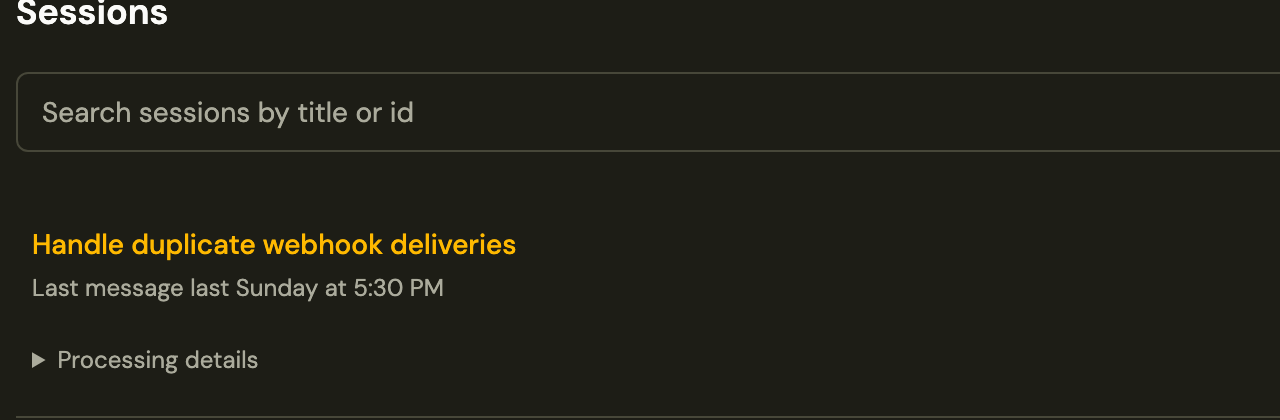 Sessions
Search sessions by title or id
Handle duplicate webhook deliveries
Last message last Sunday at 5:30 PM
Processing details